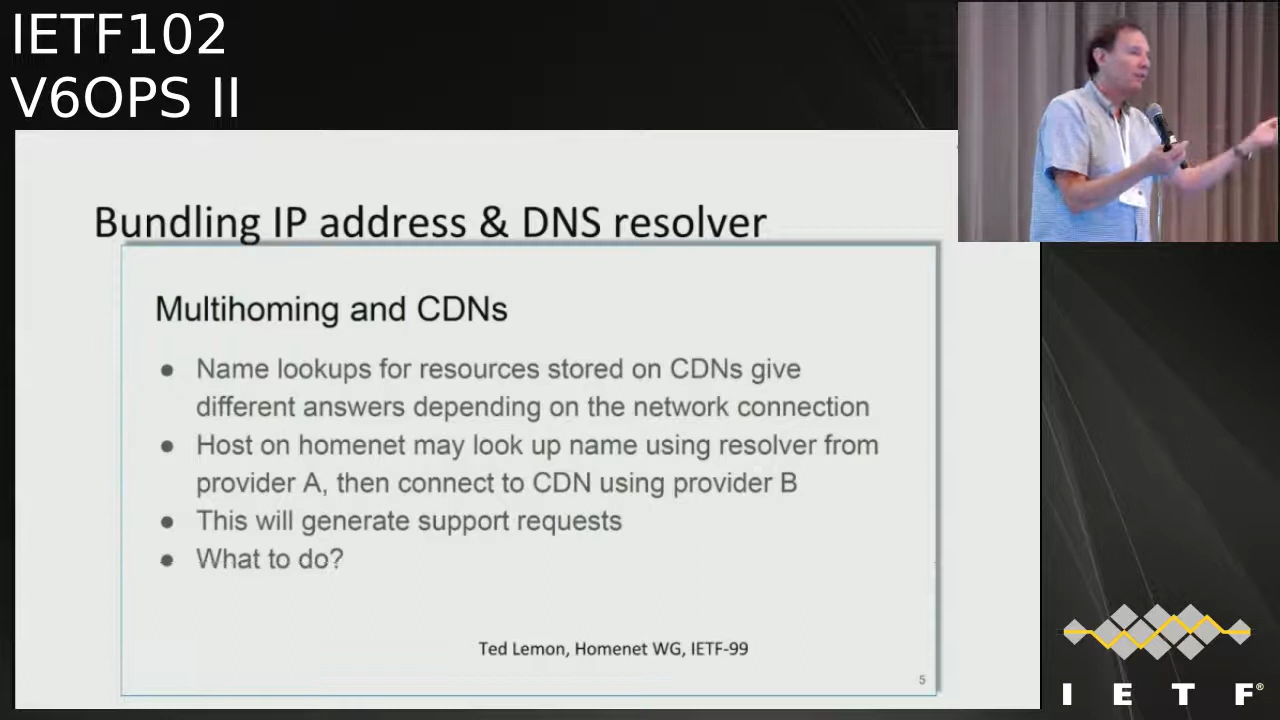 IETF102
V6OPS II
Bundling IP address & DNS resolver
Multihoming and CDNs
● Name lookups for resources stored on CDNs give
different answers depending on the network connection
● Host on homenet may look up name using resolver from
provider A, then connect to CDN using provider B
● This will generate support requests
● What to do?
Ted Lemon, Homenet WG, IETF-99
5
I E T F®